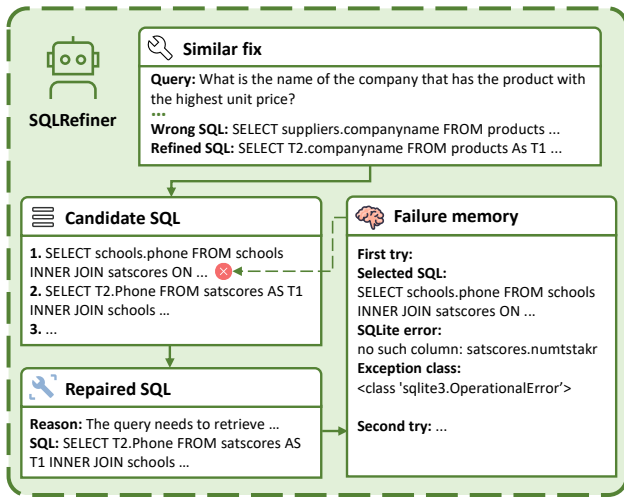 SQLRefiner
Similar fix
Query: What is the name of the company that has the product with
the highest unit price?
...
Wrong SQL: SELECT suppliers.companyname FROM products ...
Refined SQL: SELECT T2.companyname FROM products As T1 ...
Candidate SQL
1. SELECT schools.phone FROM schools
INNER JOIN satscores ON ...
2. SELECT T2.Phone FROM satscores AS T1
INNER JOIN schools ...
3. ...
Failure memory
First try:
Selected SQL:
SELECT schools.phone FROM schools
INNER JOIN satscores ON ...
SQLite error:
no such column: satscores.numtstakr
Exception class:
<class 'sqlite3.OperationalError’>
Second try: ...
Repaired SQL
Reason: The query needs to retrieve ...
SQL: SELECT T2.Phone FROM satscores AS
T1 INNER JOIN schools ...